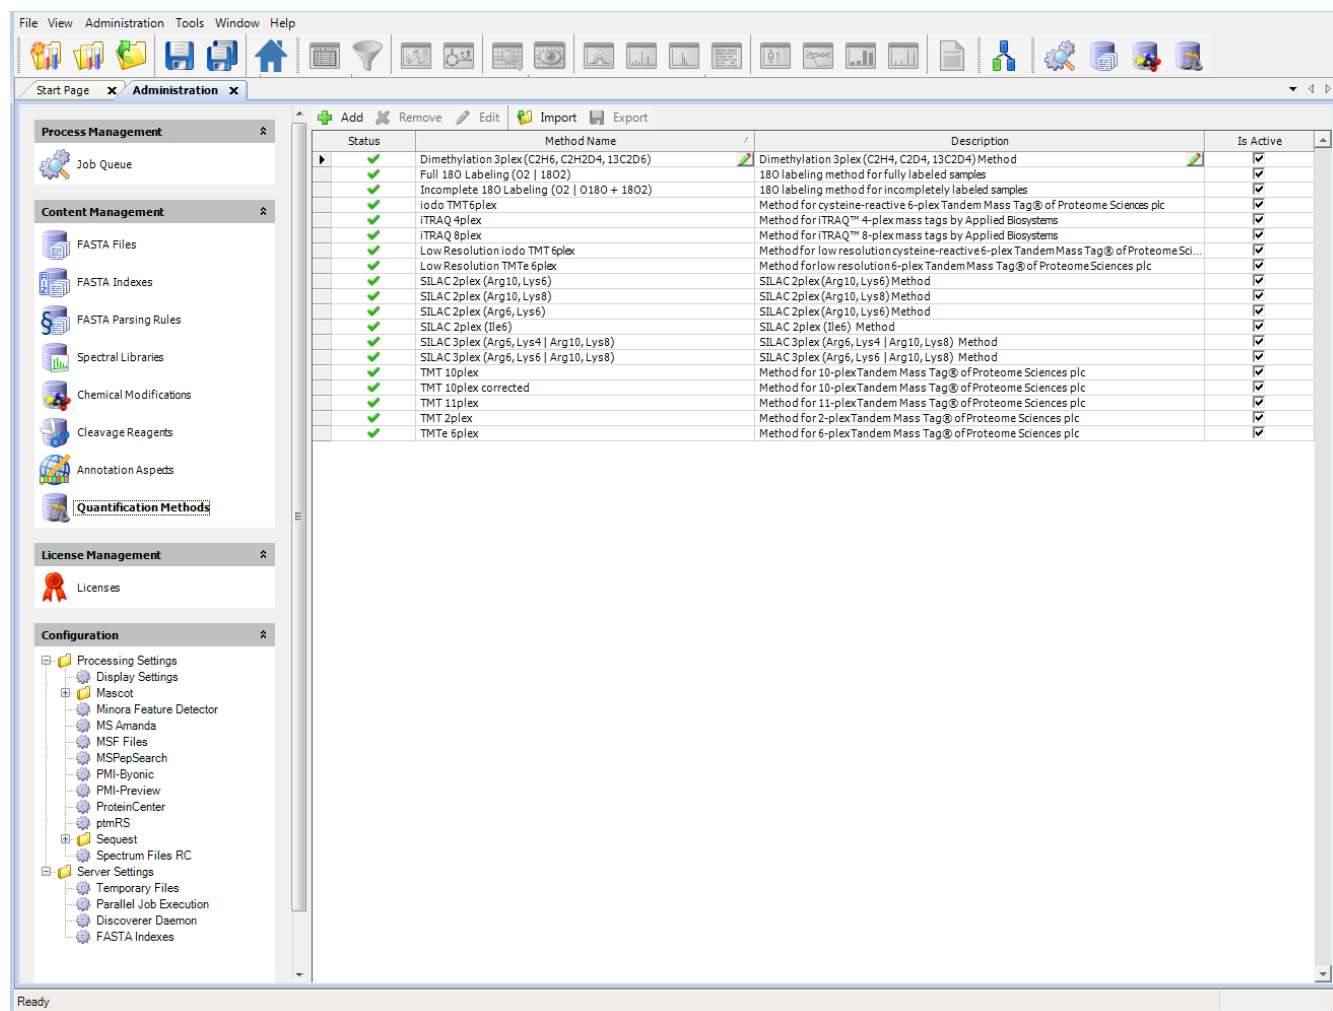 File View Administration Tools Window Help
Start Page x Administration x
Process Management
Job Queue
Content Management
FASTA Files
FASTA Indexes
FASTA Parsing Rules
Spectral Libraries
Chemical Modifications
Cleavage Reagents
Annotation Aspects
Quantification Methods
License Management
Licenses
Configuration
Processing Settings
Display Settings
Mascot
Minora Feature Detector
MS Amanda
MSF Files
MSPepSearch
PMI-Byonic
PMI-Preview
ProteinCenter
ptmRS
Sequest
Spectrum Files RC
Server Settings
Temporary Files
Parallel Job Execution
Discoverer Daemon
FASTA Indexes
Add Remove Edit Import Export
Status Method Name Description Is Active
Dimethylation 3plex (C2H6, C2H2D4, 13C2D6) Dimethylation 3plex (C2H4, C2D4, 13C2D4) Method
Full 18O Labeling (O2 | 18O2) 18O labeling method for fully labeled samples
Incomplete 18O Labeling (O2 | O18O + 18O2) 18O labeling method for incompletely labeled samples
iodo TMT6plex Method for cysteine-reactive 6-plex Tandem Mass Tag® of Proteome Sciences plc
iTRAQ 4plex Method for iTRAQ™ 4-plex mass tags by Applied Biosystems
iTRAQ 8plex Method for iTRAQ™ 8-plex mass tags by Applied Biosystems
Low Resolution iodo TMT 6plex Method for low resolution cysteine-reactive 6-plex Tandem Mass Tag® of Proteome Sci...
Low Resolution TMTe 6plex Method for low resolution 6-plex Tandem Mass Tag® of Proteome Sciences plc
SILAC 2plex (Arg10, Lys6) SILAC 2plex (Arg10, Lys6) Method
SILAC 2plex (Arg10, Lys8) SILAC 2plex (Arg10, Lys8) Method
SILAC 2plex (Arg6, Lys6) SILAC 2plex (Arg10, Lys6) Method
SILAC 2plex (Ile6) SILAC 2plex (Ile6) Method
SILAC 3plex (Arg6, Lys4 | Arg10, Lys8) SILAC 3plex (Arg6, Lys4 | Arg10, Lys8) Method
SILAC 3plex (Arg6, Lys6 | Arg10, Lys8) SILAC 3plex (Arg6, Lys6 | Arg10, Lys8) Method
TMT 10plex Method for 10-plex Tandem Mass Tag® of Proteome Sciences plc
TMT 10plex corrected Method for 10-plex Tandem Mass Tag® of Proteome Sciences plc
TMT 11plex Method for 11-plex Tandem Mass Tag® of Proteome Sciences plc
TMT 2plex Method for 2-plex Tandem Mass Tag® of Proteome Sciences plc
TMTe 6plex Method for 6-plex Tandem Mass Tag® of Proteome Sciences plc
Ready